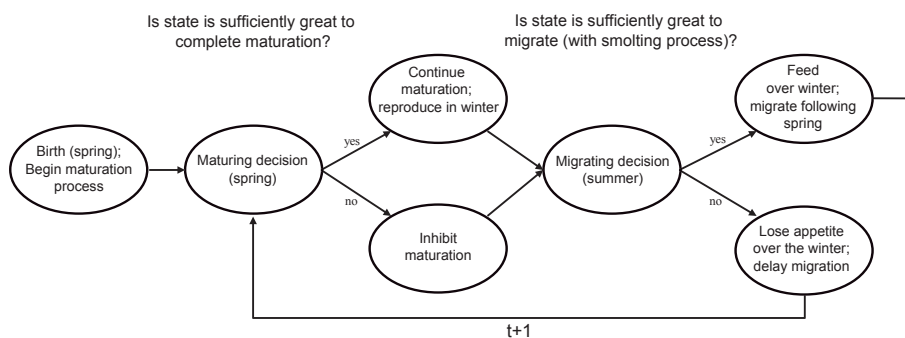 Is state is sufficiently great to
complete maturation?
Is state is sufficiently great to
migrate (with smolting process)?
Birth (spring);
Begin maturation
process
Maturing decision
(spring)
yes
no
Continue
maturation;
reproduce in winter
Inhibit
maturation
Migrating decision
(summer)
yes
no
Feed
over winter;
migrate following
spring
Lose appetite
over the winter;
delay migration
t+1